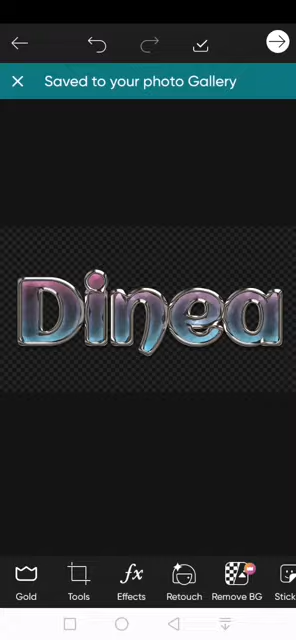 Saved to your photo Gallery
Dinea
Gold
Tools
Effects
Retouch
Remove BG
Stick